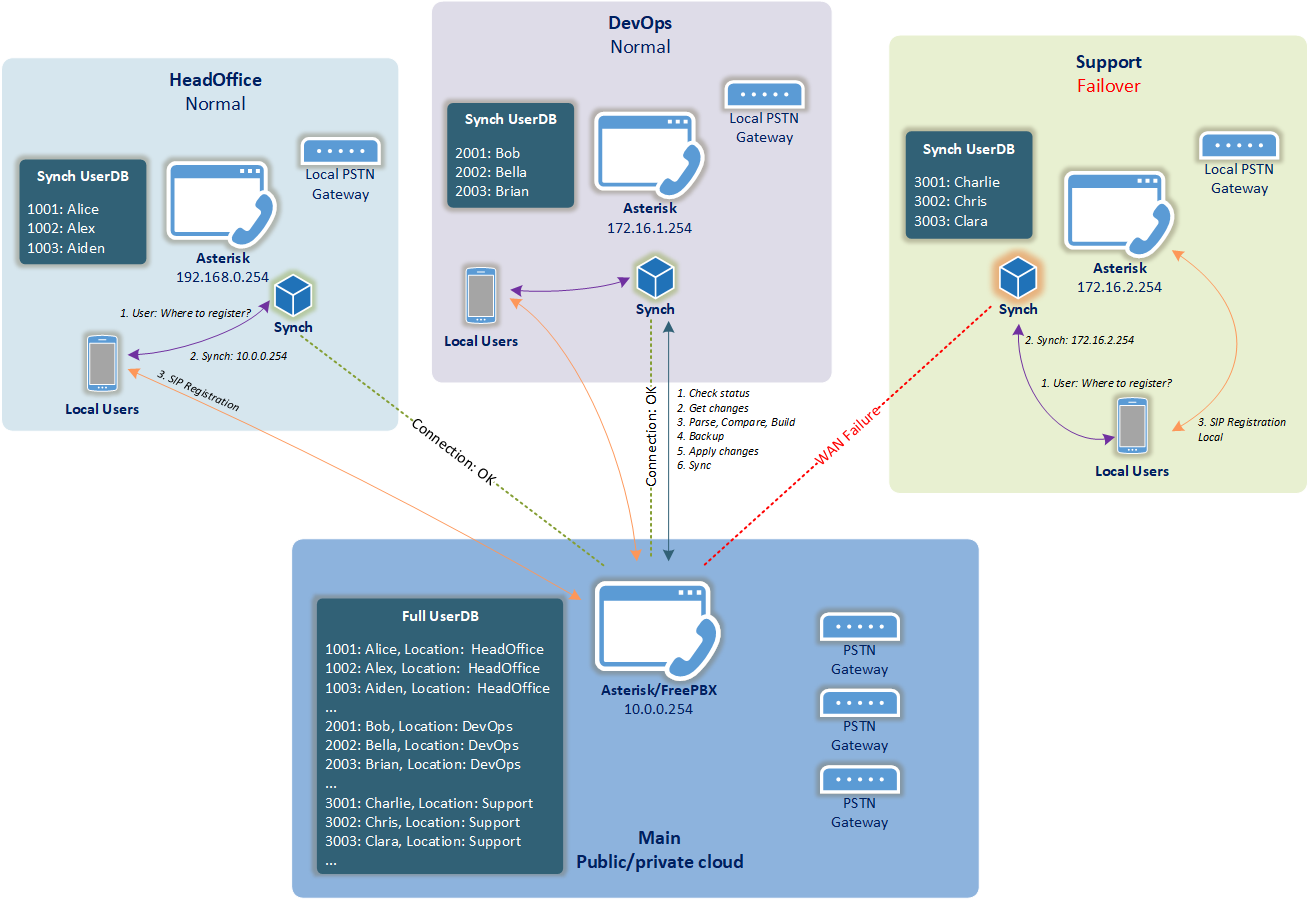 HeadOffice
Normal
Synch UserDB
1001: Alice
1002: Alex
1003: Aiden
Asterisk
192.168.0.254
Local PSTN
Gateway
Synch
1. User: Where to register?
2. Synch: 10.0.0.254
3. SIP Registration
Local Users
DevOps
Normal
Synch UserDB
2001: Bob
2002: Bella
2003: Brian
Asterisk
172.16.1.254
Local PSTN
Gateway
Synch
Local Users
Support
Failover
Synch UserDB
3001: Charlie
3002: Chris
3003: Clara
Asterisk
172.16.2.254
Local PSTN
Gateway
Synch
2. Synch: 172.16.2.254
1. User: Where to register?
3. SIP Registration
Local
Local Users
Connection: OK
Connection: OK
1. Check status
2. Get changes
3. Parse, Compare, Build
4. Backup
5. Apply changes
6. Sync
WAN Failure
Full UserDB
1001: Alice, Location: HeadOffice
1002: Alex, Location: HeadOffice
1003: Aiden, Location: HeadOffice
...
2001: Bob, Location: DevOps
2002: Bella, Location: DevOps
2003: Brian, Location: DevOps
...
3001: Charlie, Location: Support
3002: Chris, Location: Support
3003: Clara, Location: Support
...
Asterisk/FreePBX
10.0.0.254
PSTN
Gateway
PSTN
Gateway
PSTN
Gateway
Main
Public/private cloud